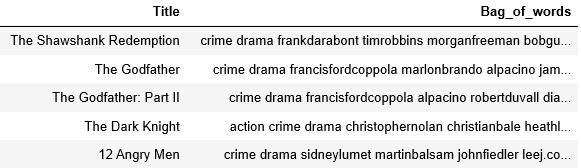 Title Bag_of_words
The Shawshank Redemption crime drama frankdarabont timrobbins morganfreeman bobgu...
The Godfather crime drama francisfordcoppola marlonbrando alpacino jam...
The Godfather: Part II crime drama francisfordcoppola alpacino robertduvall dia...
The Dark Knight action crime drama christophernolan christianbale heathl...
12 Angry Men crime drama sidneylumet martinbalsam johnfiedler leej.co...